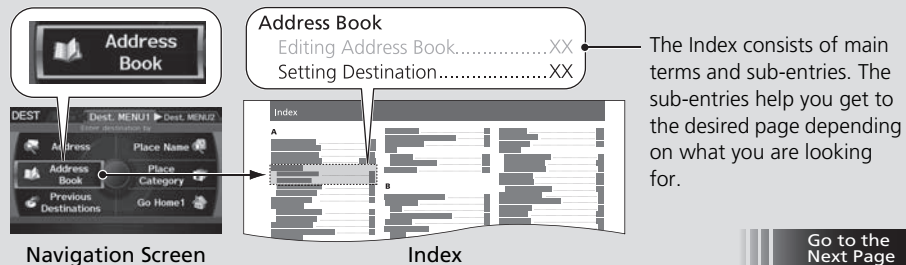 Address
Book
Address Book
Editing Address Book................XX
Setting Destination....................XX
The Index consists of main
terms and sub-entries. The
sub-entries help you get to
the desired page depending
on what you are looking
for.
DEST Dest. MENU1 ▶ Dest. MENU2
Enter destination by
Address Place Name
Address
Book
Place
Category
Previous
Destinations
Go Home1
Index
A
B
Navigation Screen
Index
Go to the
Next Page